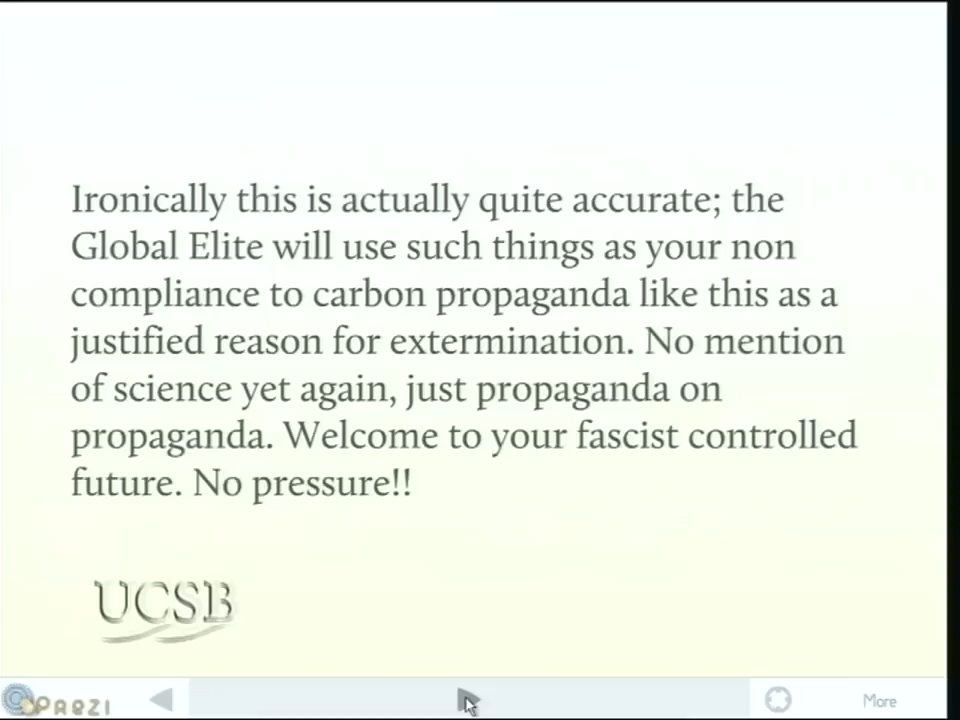 Ironically this is actually quite accurate; the
Global Elite will use such things as your non
compliance to carbon propaganda like this as a
justified reason for extermination. No mention
of science yet again, just propaganda on
propaganda. Welcome to your fascist controlled
future. No pressure!!
UCSB
PREZI
More